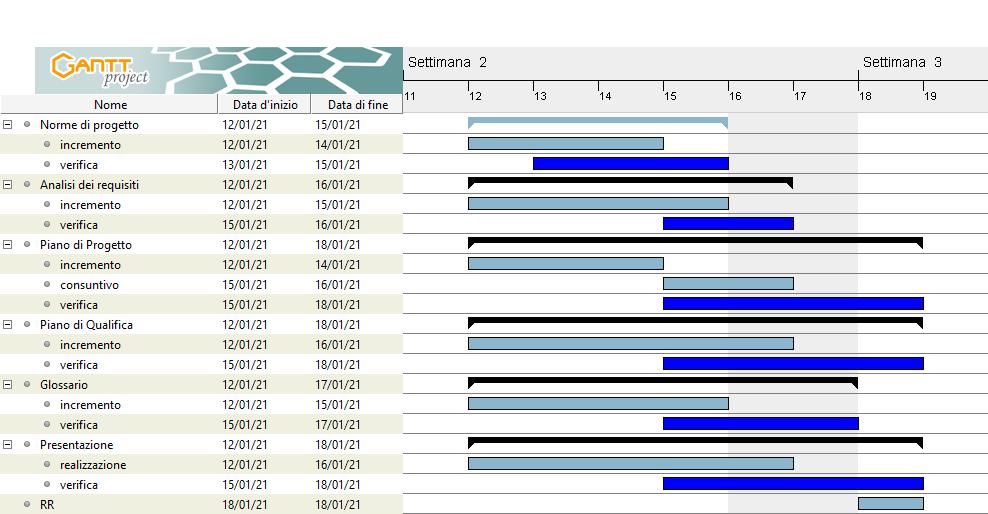 GANTT
project
Settimana 2 Settimana 3
11 12 13 14 15 16 17 18 19
Nome Data d'inizio Data di fine
Norme di progetto 12/01/21 15/01/21
incremento 12/01/21 14/01/21
verifica 13/01/21 15/01/21
Analisi dei requisiti 12/01/21 16/01/21
incremento 12/01/21 15/01/21
verifica 15/01/21 16/01/21
Piano di Progetto 12/01/21 18/01/21
incremento 12/01/21 14/01/21
consuntivo 15/01/21 16/01/21
verifica 15/01/21 18/01/21
Piano di Qualifica 12/01/21 18/01/21
incremento 12/01/21 16/01/21
verifica 15/01/21 18/01/21
Glossario 12/01/21 17/01/21
incremento 12/01/21 15/01/21
verifica 15/01/21 17/01/21
Presentazione 12/01/21 18/01/21
realizzazione 12/01/21 16/01/21
verifica 15/01/21 18/01/21
RR 18/01/21 18/01/21